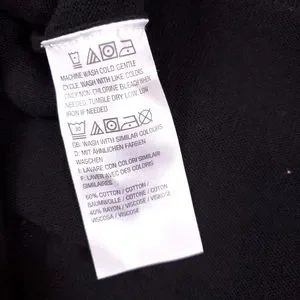 MACHINE WASH COLD, GENTLE
CYCLE. WASH WITH LIKE COLORS
ONLY NON CHLORINE BLEACH WHEN
NEEDED. TUMBLE DRY LOW. LOW
IRON IF NEEDED
30
GB: WASH WITH SIMILAR COLOURS
D: MIT ÄHNLICHEN FARBEN
WASCHEN
I: LAVARE CON COLORI SIMILARI
F: LAVER AVEC DES COLORIS
SIMILAIRES
60% COTTON / COTTON /
BAUMWOLLE / COTONE / COTON
40% RAYON / VISCOSE / VISKOSE
VISCOSA / VISCOSE